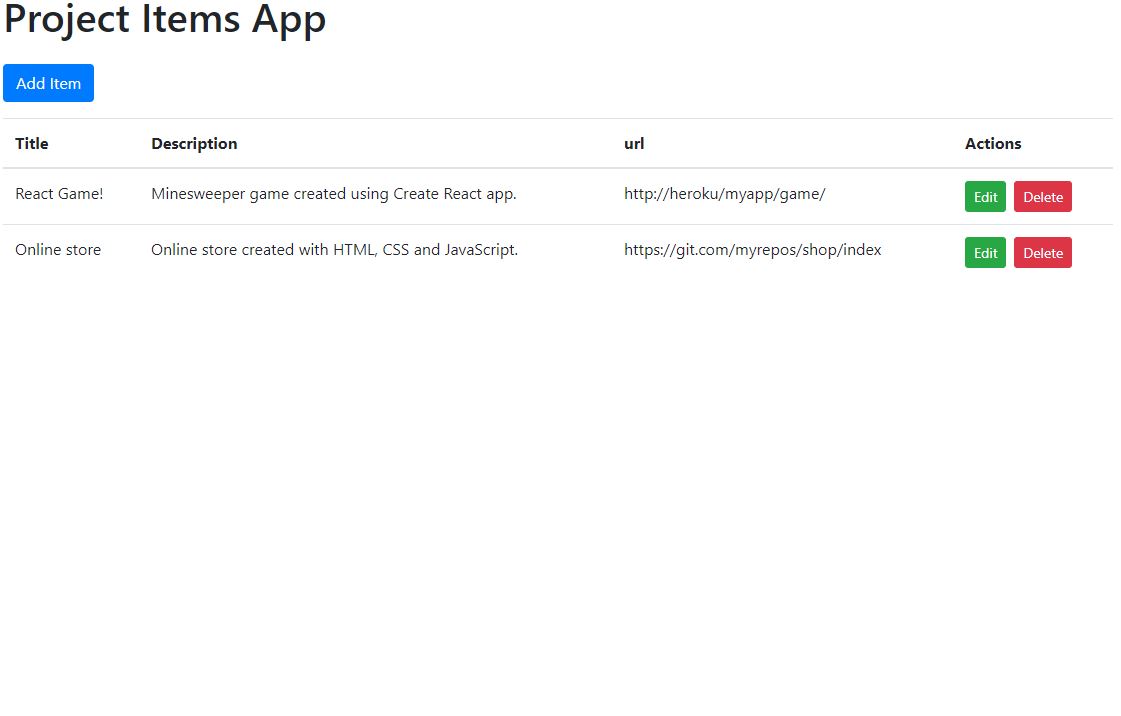 Project Items App
Add Item
Title Description url Actions
React Game! Minesweeper game created using Create React app. http://heroku/myapp/game/ Edit Delete
Online store Online store created with HTML, CSS and JavaScript. https://git.com/myrepos/shop/index Edit Delete